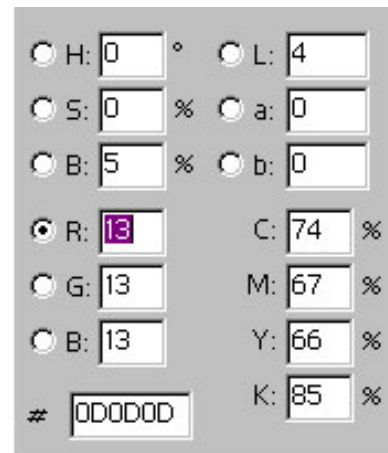 H: 0 ° L: 4
S: 0 % a: 0
B: 5 % b: 0
R: 13 C: 74 %
G: 13 M: 67 %
B: 13 Y: 66 %
# 0D0D0D K: 85 %